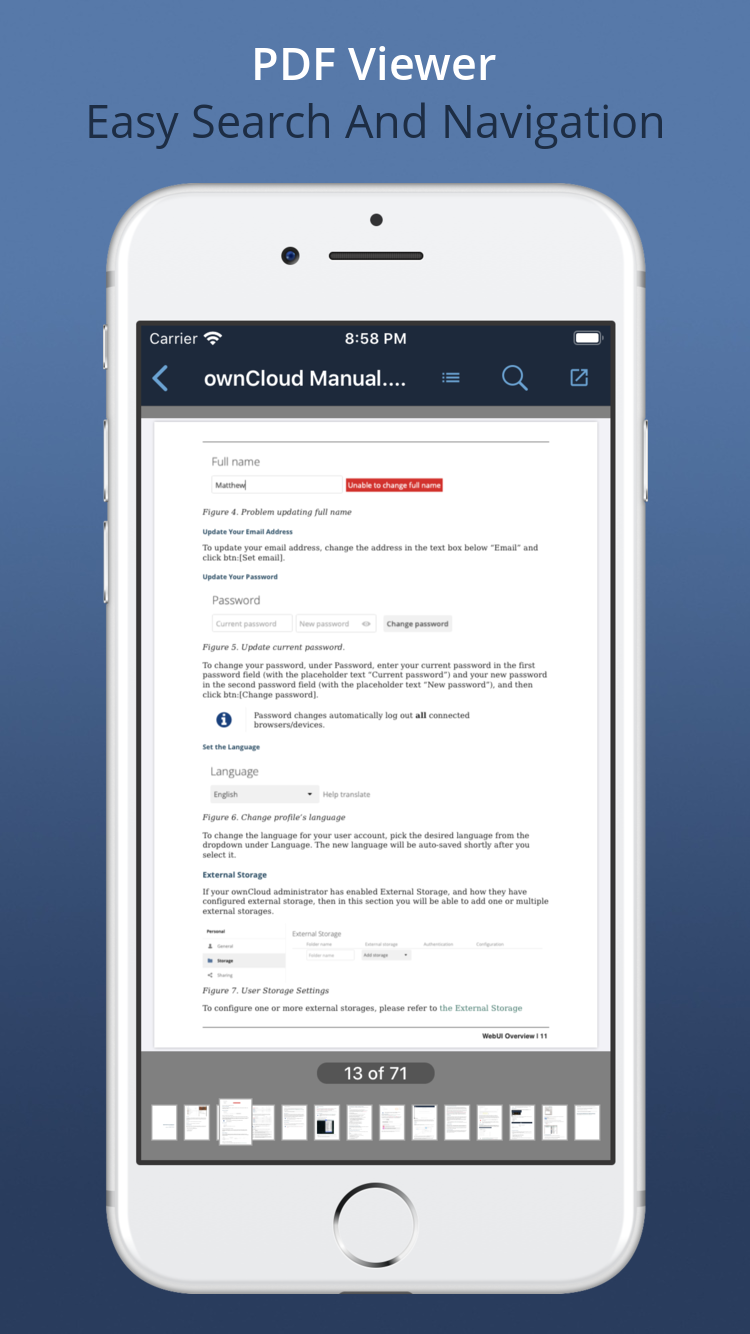 PDF Viewer
Easy Search And Navigation
Carrier
8:58 PM
ownCloud Manual....
Full name
Matthew
Unable to change full name
Figure 4. Problem updating full name
Update Your Email Address
To update your email address, change the address in the text box below “Email” and
click btn:[Set email].
Update Your Password
Password
Current password
New password
Change password
Figure 5. Update current password.
To change your password, under Password, enter your current password in the first
password field (with the placeholder text “Current password”) and your new password
in the second password field (with the placeholder text “New password”), and then
click btn:[Change password].
Password changes automatically log out all connected
browsers/devices.
Set the Language
Language
English
Help translate
Figure 6. Change profile’s language
To change the language for your user account, pick the desired language from the
dropdown under Language. The new language will be auto-saved shortly after you
select it.
External Storage
If your ownCloud administrator has enabled External Storage, and how they have
configured external storage, then in this section you will be able to add one or multiple
external storages.
Personal
General
Storage
Sharing
External Storage
Folder name
External storage
Authentication
Configuration
Folder name
Add storage
Figure 7. User Storage Settings
To configure one or more external storages, please refer to the External Storage
WebUI Overview | 11
13 of 71